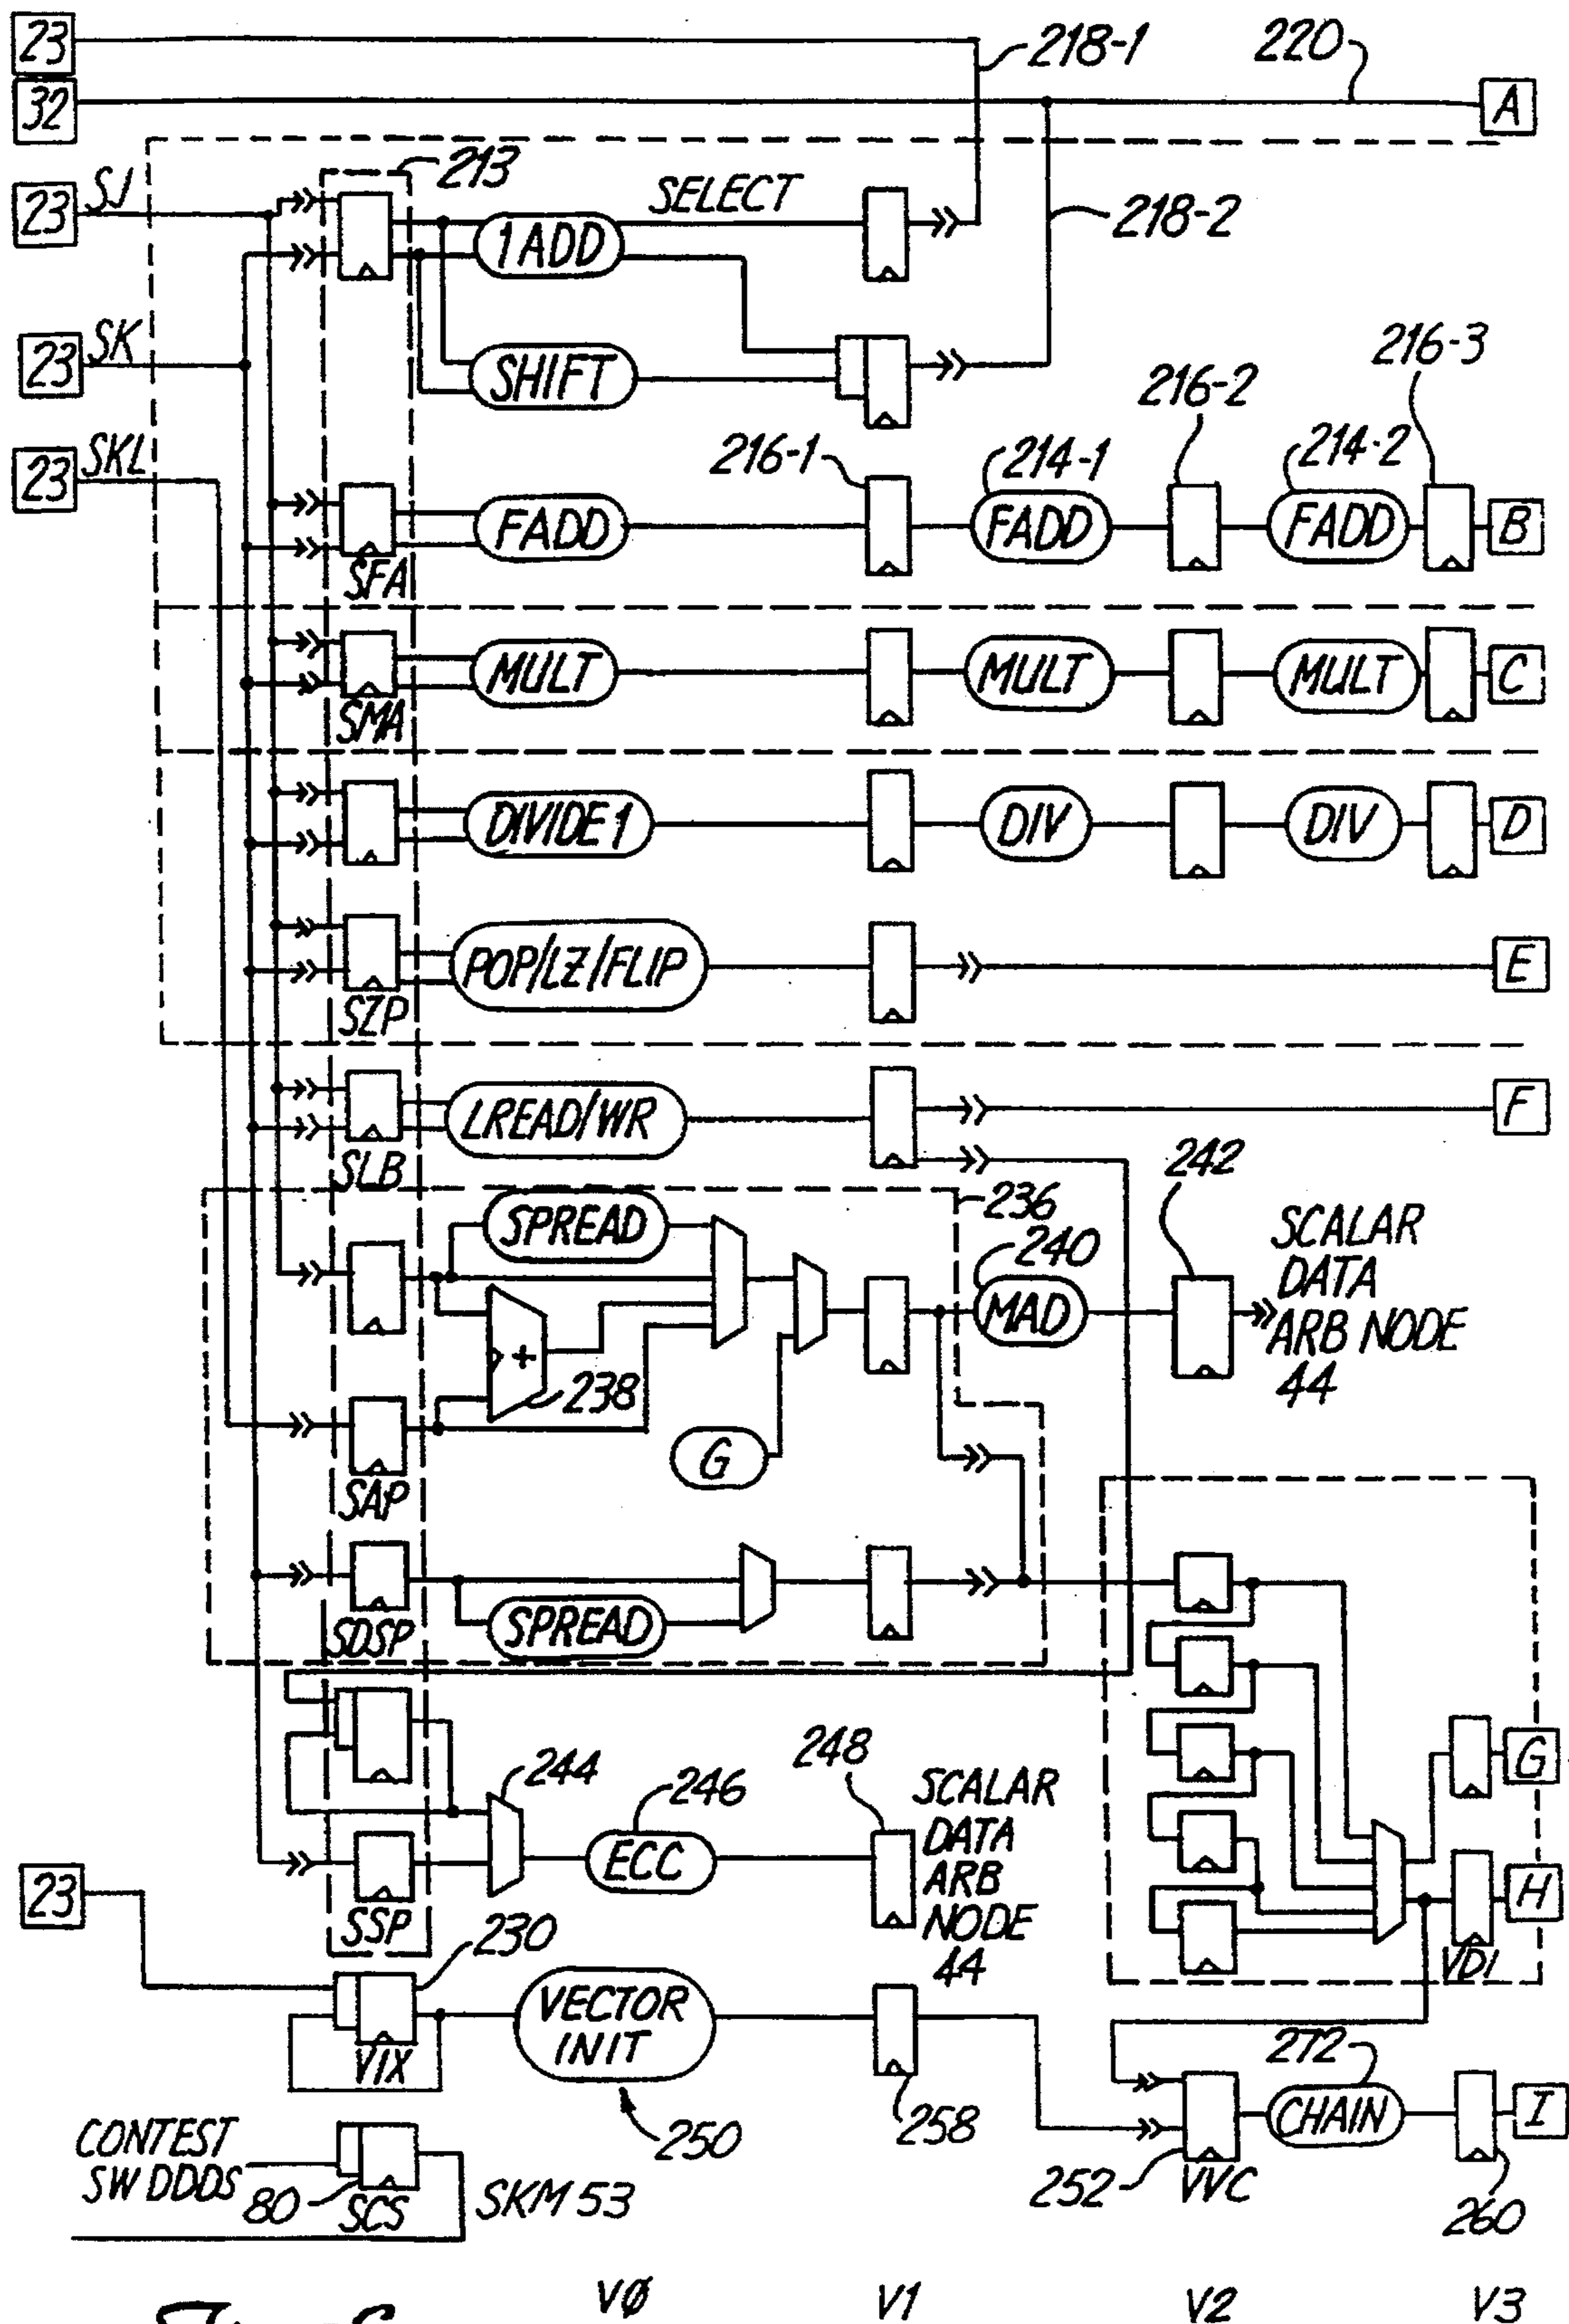 23
218-1
220
32
A
213
SJ
23
SELECT
1ADD
218-2
SK
23
SHIFT
216-3
216-2
SKL
23
216-1
214-1
214-2
FADD
FADD
FADD
B
SFA
MULT
MULT
MULT
C
SMA
DIVIDE 1
DIV
DIV
D
POP/LZ/FLIP
E
SZP
LREAD/WR
F
SLB
242
SPREAD
236
240
SCALAR
DATA
ARB NODE
44
MAD
+
238
G
SAP
SPREAD
SDSP
244
246
248
SCALAR
DATA
ARB
NODE
44
G
ECC
23
H
SSP
230
VDI
VECTOR
INIT
VIX
272
250
258
CHAIN
I
CONTEST
SW DDDS
80
SCS
SKM 53
252
VVC
260
VØ
V1
V2
V3